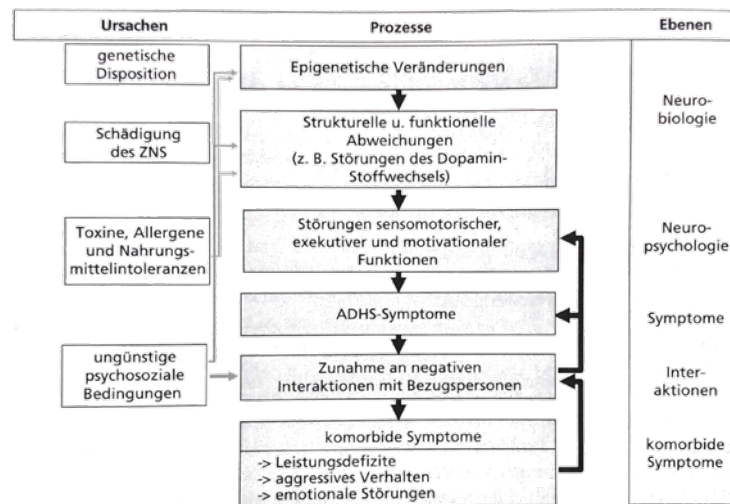 Ursachen
Prozesse
Ebenen
genetische
Disposition
Epigenetische Veränderungen
Neuro-
biologie
Schädigung
des ZNS
Strukturelle u. funktionelle
Abweichungen
(z. B. Störungen des Dopamin-
Stoffwechsels)
Toxine, Allergene
und Nahrungs-
mittelintoleranzen
Störungen sensomotorischer,
exekutiver und motivationaler
Funktionen
Neuro-
psychologie
ADHS-Symptome
Symptome
ungünstige
psychosoziale
Bedingungen
Zunahme an negativen
Interaktionen mit Bezugspersonen
Inter-
aktionen
komorbide Symptome
-> Leistungsdefizite
-> aggressives Verhalten
-> emotionale Störungen
komorbide
Symptome